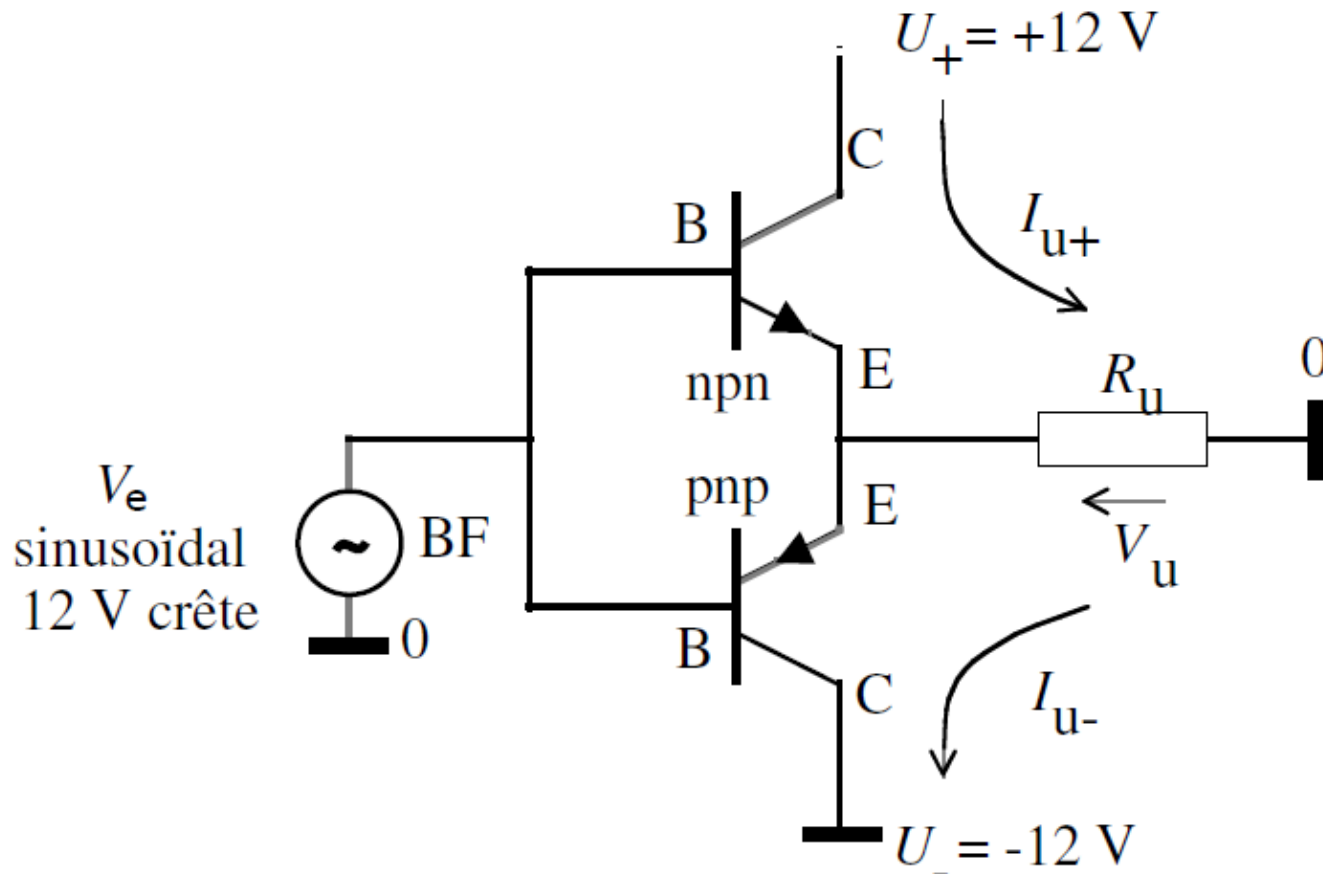 U+ = +12 V
C
B
Iu+
npn
E
Ru
0
Ve
sinusoïdal
12 V crête
BF
~
0
pnp
E
Vu
B
C
Iu-
U- = -12 V